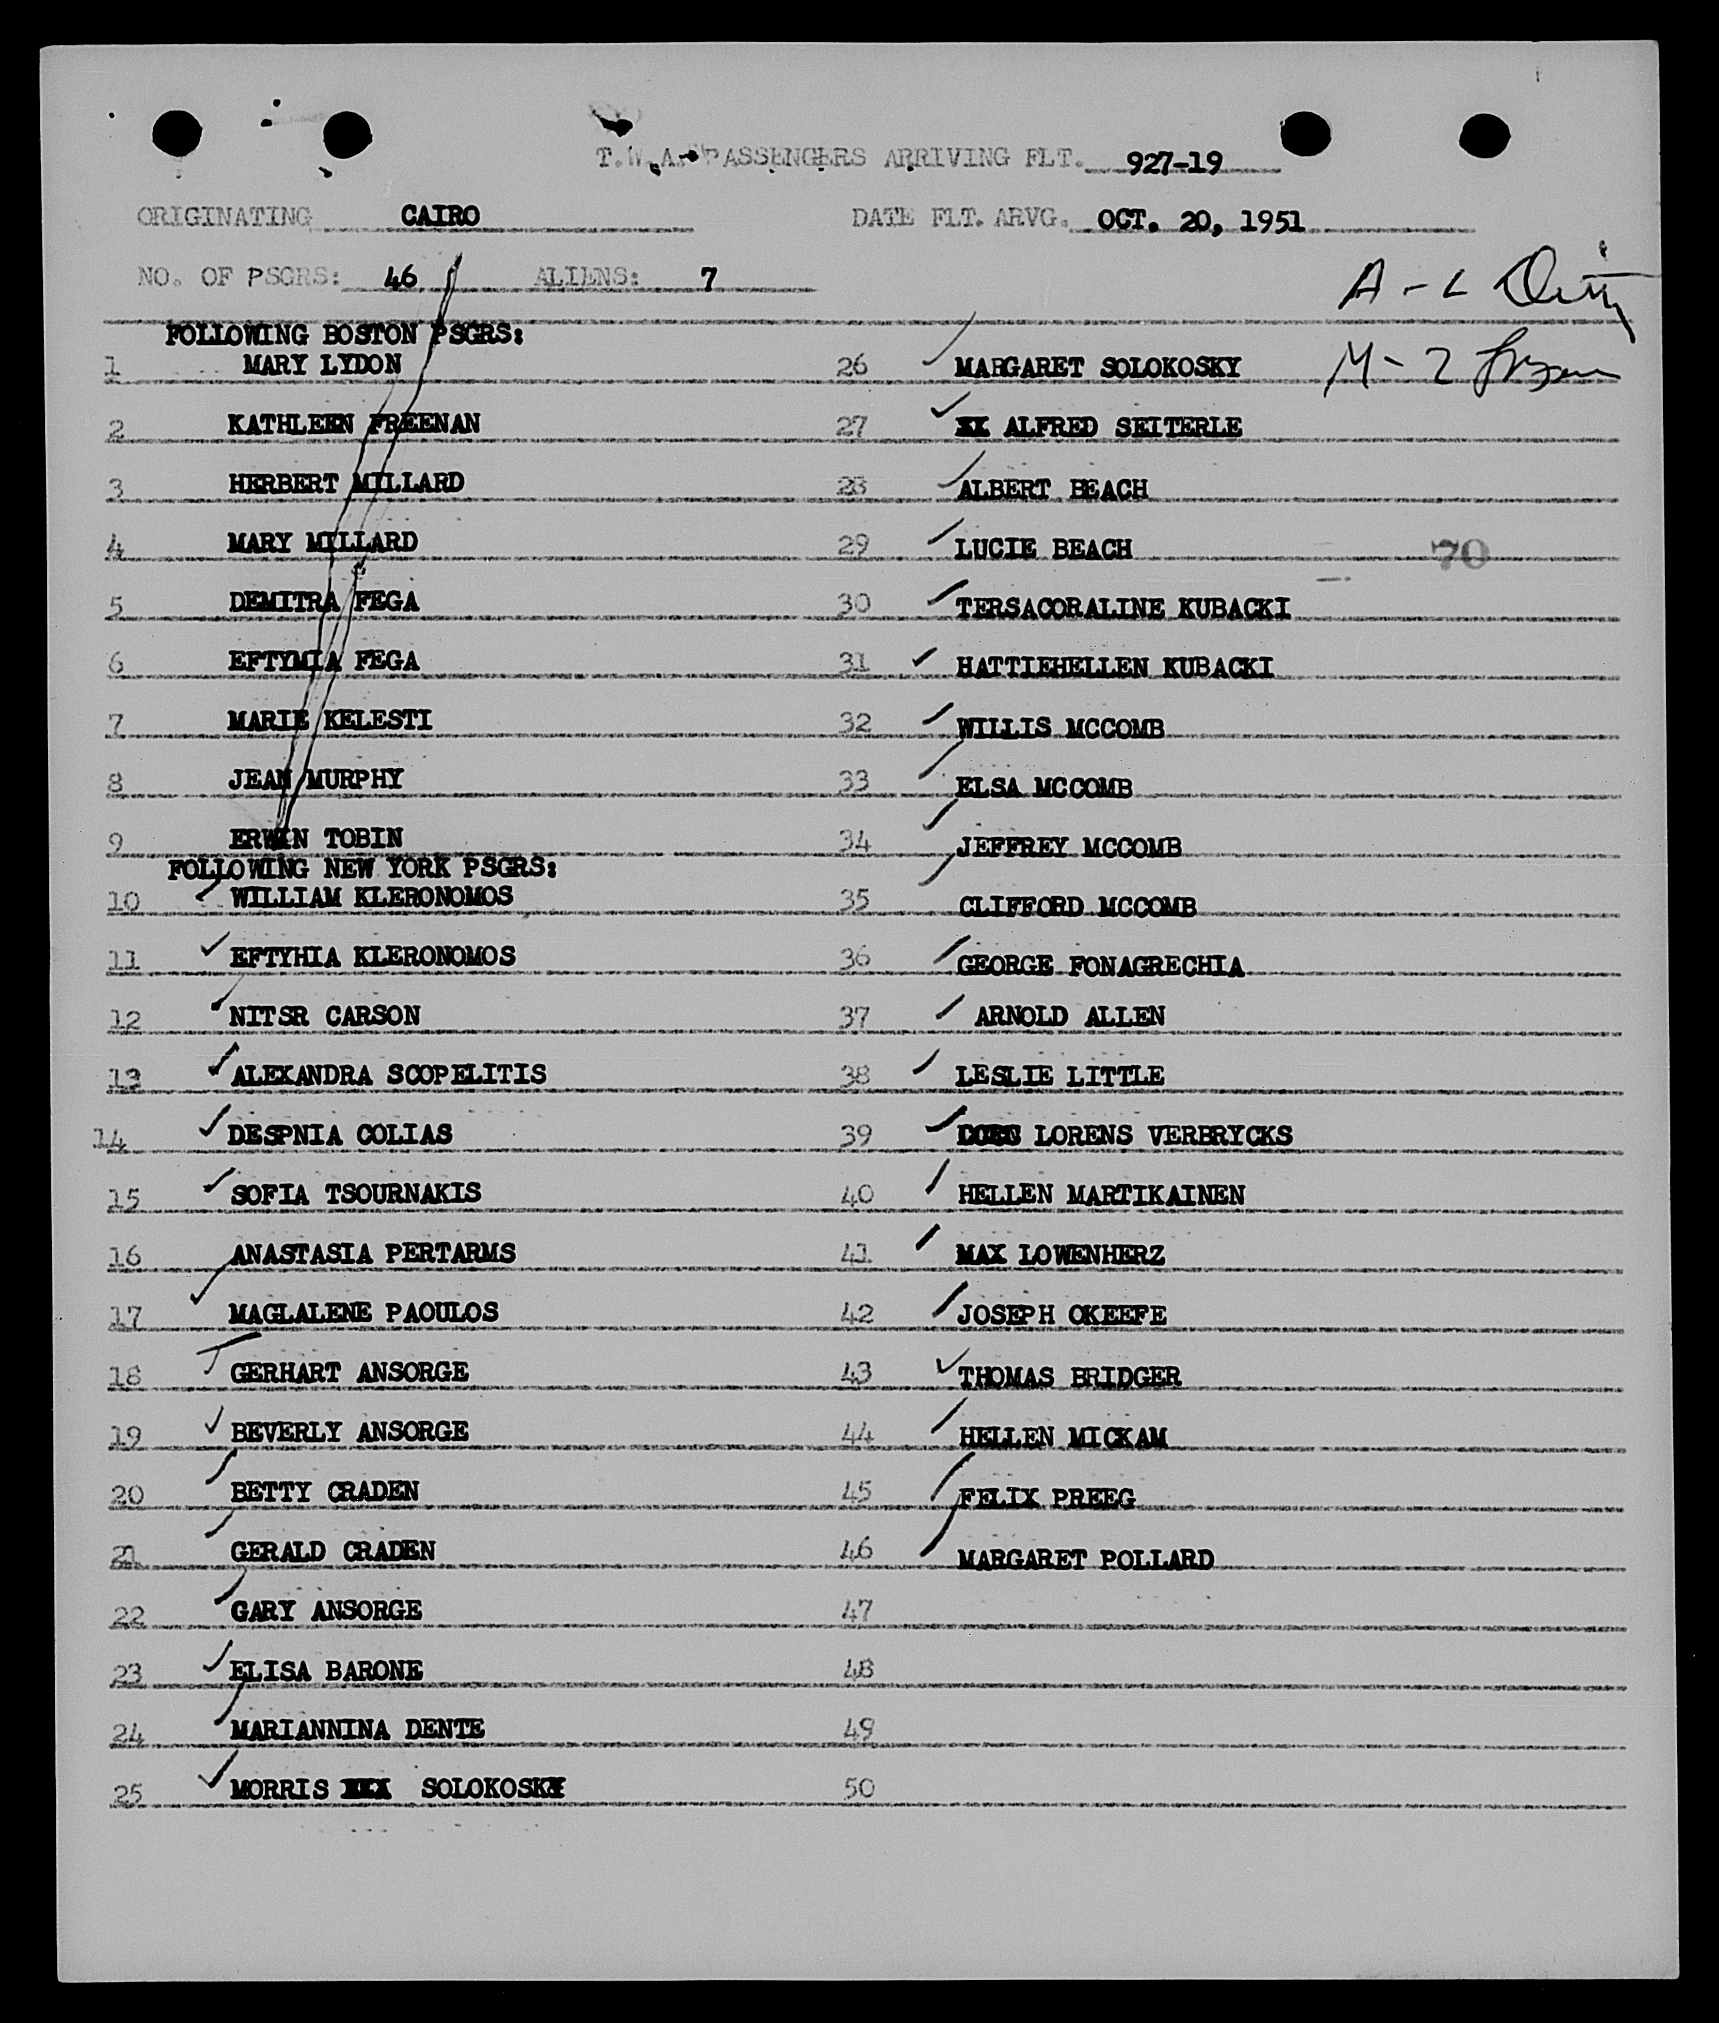 T.W.A. PASSENGERS ARRIVING FLT. 927-19
ORIGINATING CAIRO DATE FLT. ARVG. OCT. 20, 1951
NO. OF PSGRS: 46 ALIENS: 7
A - L
M - Z
FOLLOWING BOSTON PSGRS:
1 MARY LYDON
2 KATHLEEN FREENAN
3 HERBERT MILLARD
4 MARY MILLARD
5 DEMITRA FEGA
6 EFTYMIA FEGA
7 MARIE KELESTI
8 JEAN MURPHY
9 ERWIN TOBIN
FOLLOWING NEW YORK PSGRS:
10 WILLIAM KLERONOMOS
11 EFTYHIA KLERONOMOS
12 NITSR CARSON
13 ALEXANDRA SCOPELITIS
14 DESPNIA COLIAS
15 SOFIA TSOURNAKIS
16 ANASTASIA PERTARMS
17 MAGLALENE PAOULOS
18 GERHART ANSORGE
19 BEVERLY ANSORGE
20 BETTY CRADEN
21 GERALD CRADEN
22 GARY ANSORGE
23 ELISA BARONE
24 MARIANNINA DENTE
25 MORRIS XXX SOLOKOSKY
26 MARGARET SOLOKOSKY
27 XX ALFRED SEITERLE
28 ALBERT BEACH
29 LUCIE BEACH 70
30 TERSACORALINE KUBACKI
31 HATTIEHELLEN KUBACKI
32 WILLIS MCCOMB
33 ELSA MCCOMB
34 JEFFREY MCCOMB
35 CLIFFORD MCCOMB
36 GEORGE FONAGRECHIA
37 ARNOLD ALLEN
38 LESLIE LITTLE
39 LORENS VERBRYCKS
40 HELLEN MARTIKAINEN
41 MAX LOWENHERZ
42 JOSEPH OKEEFE
43 THOMAS BRIDGER
44 HELLEN MICKAM
45 FELIX PREEG
46 MARGARET POLLARD
47
48
49
50